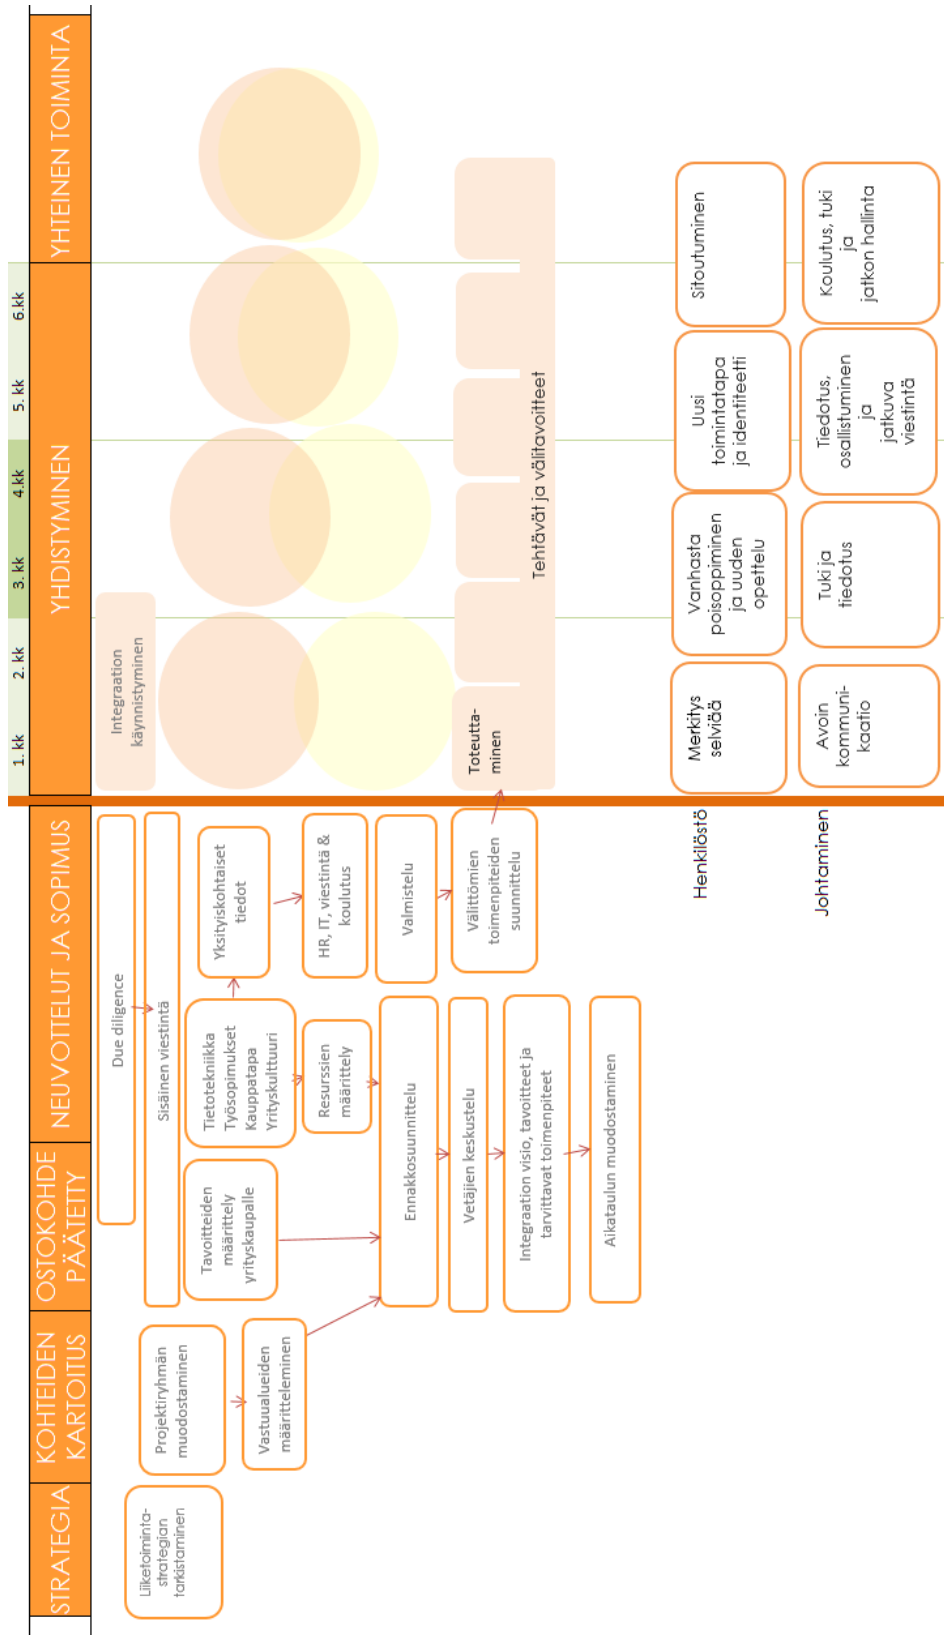 1. kk
2. kk
3. kk
4.kk
5. kk
6.kk
STRATEGIA
KOHTEIDEN
KARTOITUS
OSTOKOHDE
PÄÄTETTY
NEUVOTTELUT JA SOPIMUS
YHDISTYMINEN
YHTEINEN TOIMINTA
Liiketoiminta-
strategian
tarkistaminen
Projektiryhmän
muodostaminen
Vastuualueiden
määritteleminen
Due diligence
Sisäinen viestintä
Tavoitteiden
määrittely
yrityskaupalle
Tietotekniikka
Työsopimukset
Kauppatapa
Yrityskulttuuri
Yksityiskohtaiset
tiedot
Resurssien
määrittely
HR, IT, viestintä &
koulutus
Ennakkosuunnittelu
Valmistelu
Vetäjien keskustelu
Välittömien
toimenpiteiden
suunnittelu
Integraation visio, tavoitteet ja
tarvittavat toimenpiteet
Aikataulun muodostaminen
Integraation
käynnistyminen
Toteutta-
minen
Tehtävät ja välitavoitteet
Henkilöstö
Merkitys
selviää
Vanhasta
poisoppiminen
ja uuden
opettelu
Uusi
toimintatapa
ja identiteetti
Sitoutuminen
Johtaminen
Avoin
kommuni-
kaatio
Tuki ja
tiedotus
Tiedotus,
osallistuminen
ja
jatkuva
viestintä
Koulutus, tuki
ja
jatkon hallinta